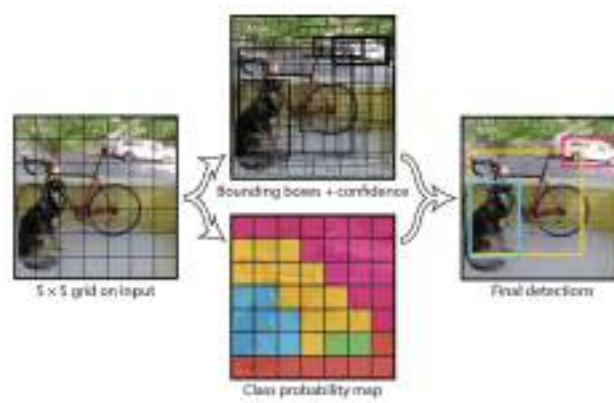 Bounding boxes + confidence
S × S grid on input
Final detections
Class probability map